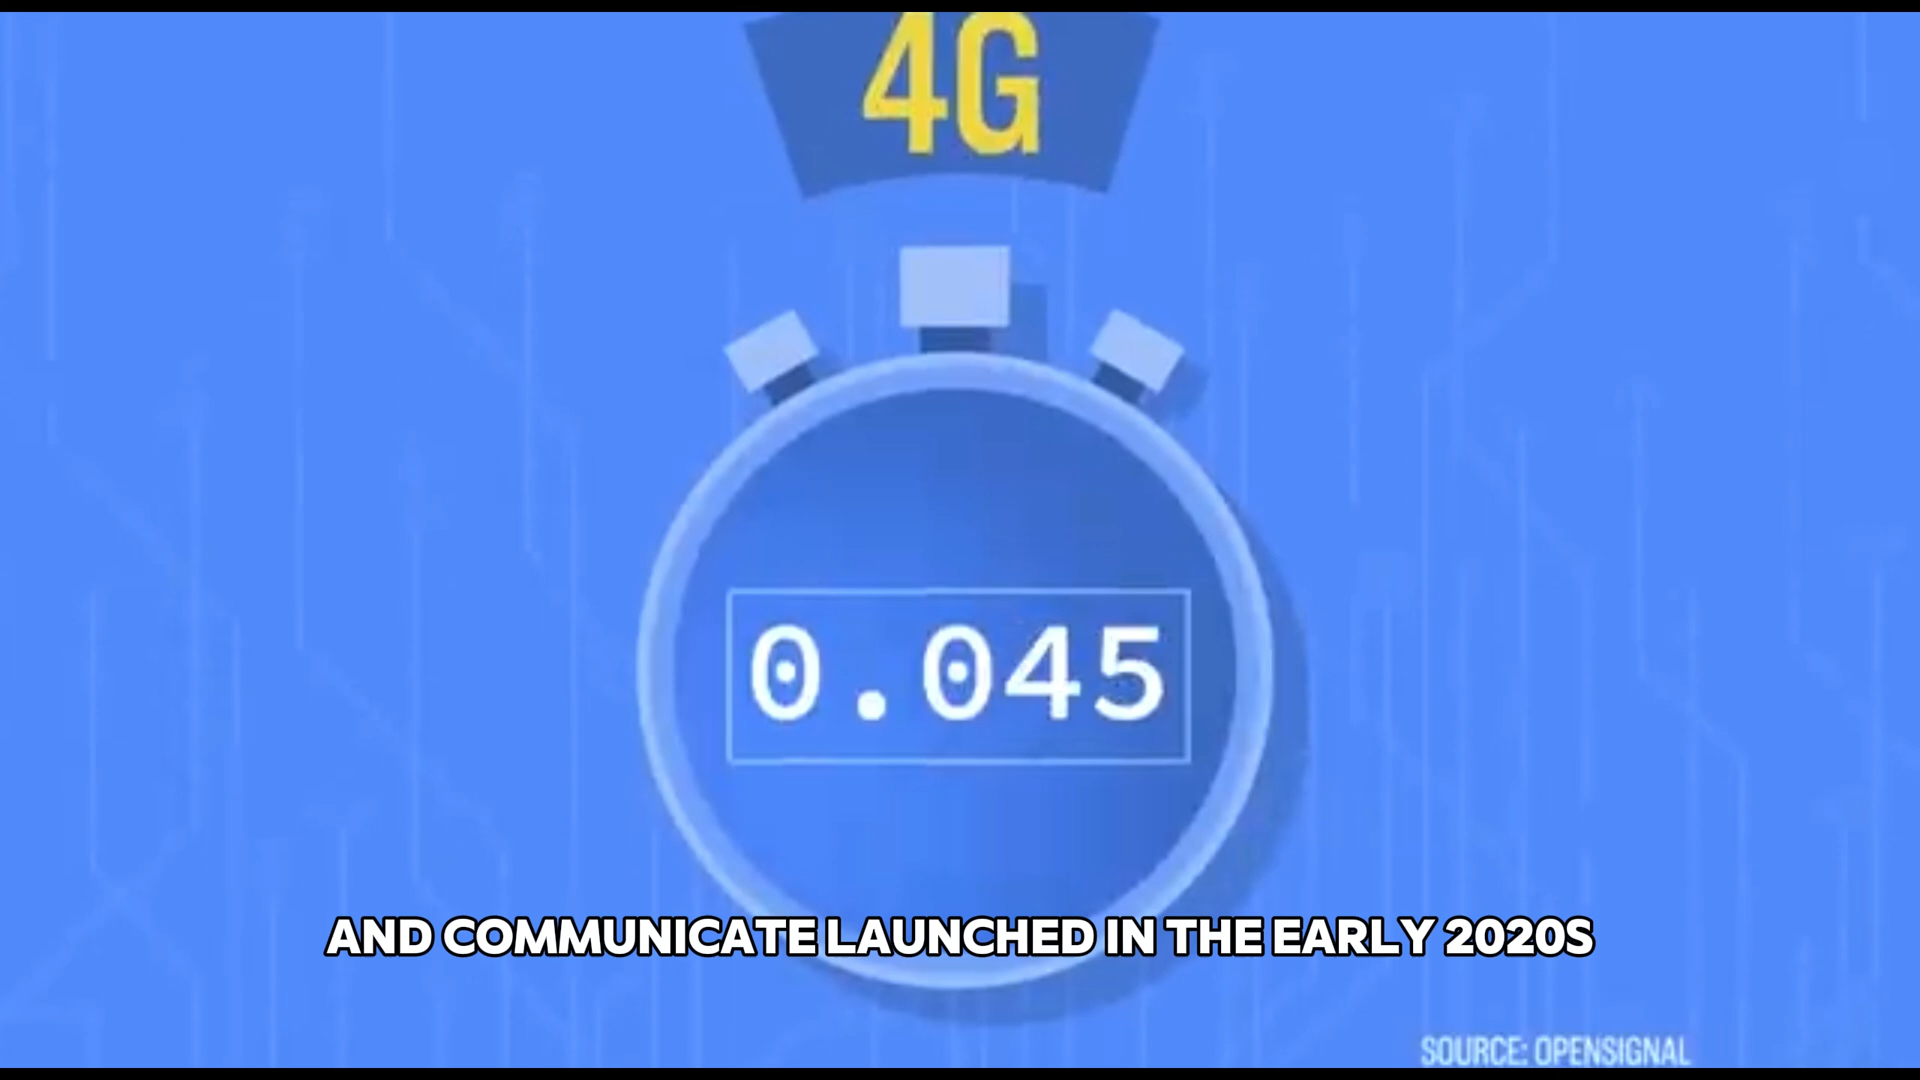 4G
0.045
AND COMMUNICATE LAUNCHED IN THE EARLY 2020S
SOURCE: OPENSIGNAL